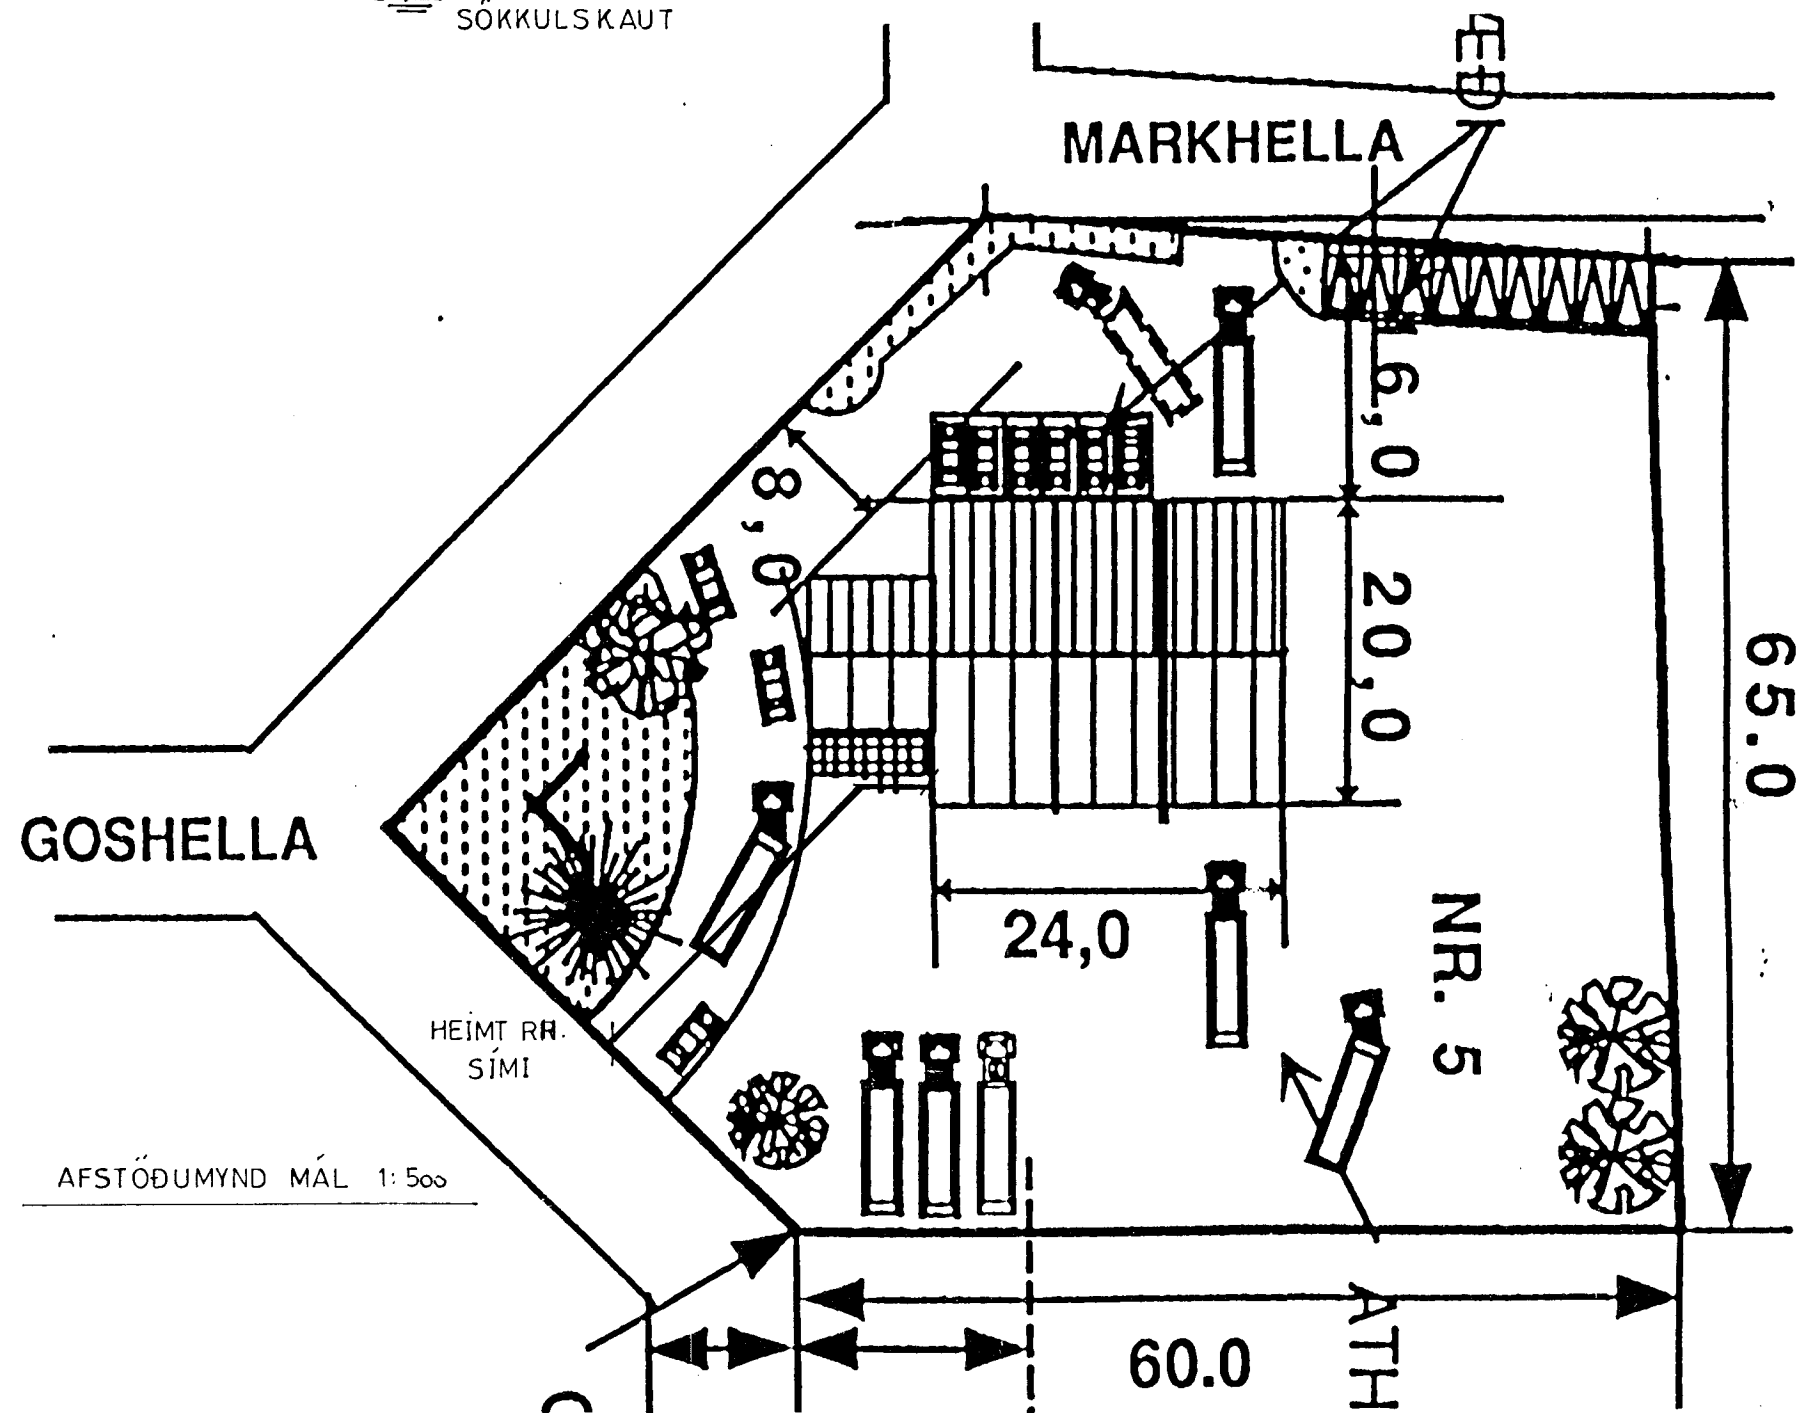 SÖKKULSKAUT
MARKHELLA
6,0
8,0
20,0
65.0
GOSHELLA
24,0
NR. 5
HEIMT RH.
SÍMI
AFSTÖÐUMYND MÁL 1:500
60.0
ATH